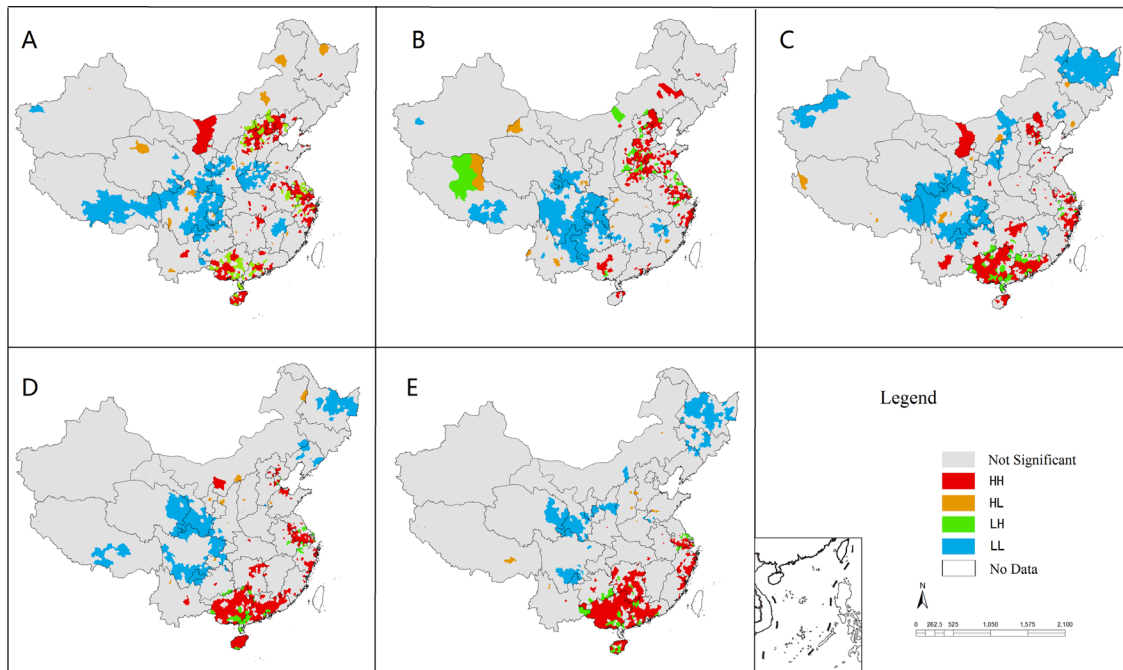 A
B
C
D
E
Legend
Not Significant
HH
HL
LH
LL
No Data
N
0 262.5 525 1,050 1,575 2,100